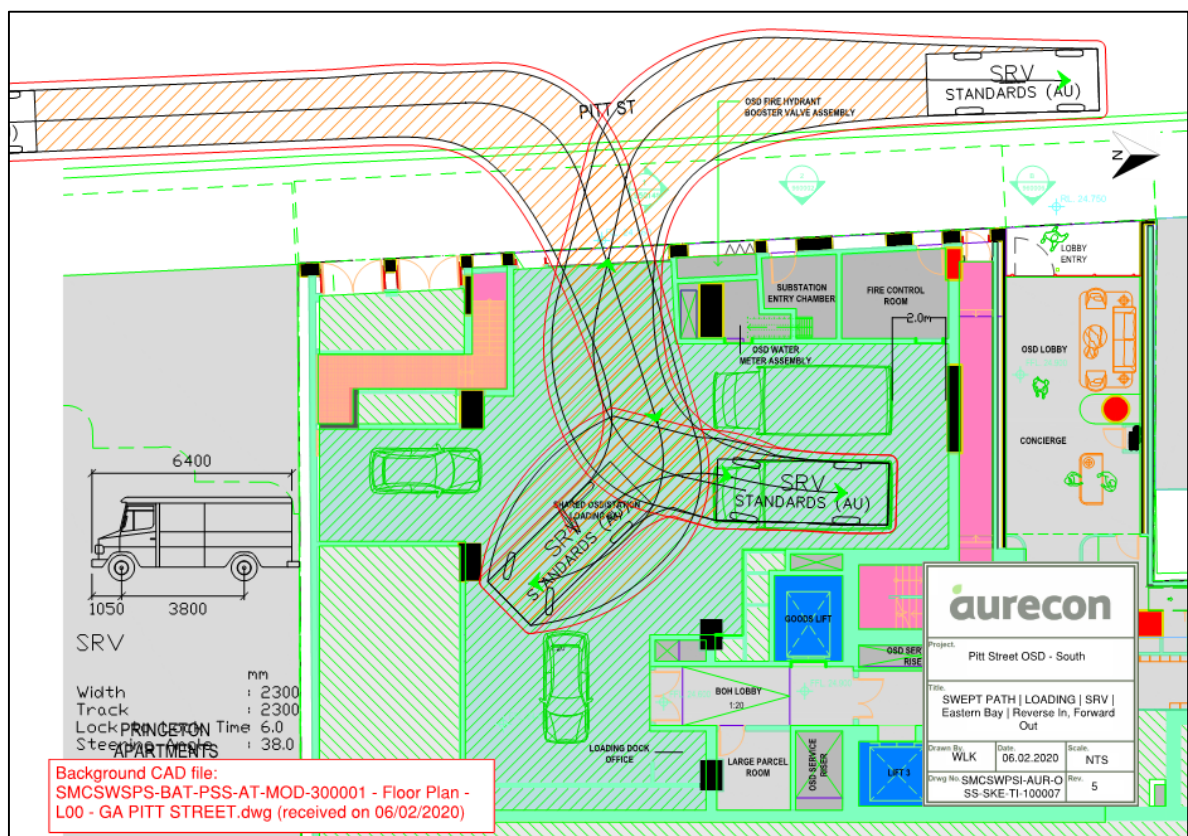 SRV
STANDARDS (AU)
PITT ST
OSD FIRE HYDRANT
BOOSTER VALVE ASSEMBLY
N
RL. 24 750
LOBBY
ENTRY
SUBSTATION
ENTRY CHAMBER
FIRE CONTROL
ROOM
2.0m
OSD WATER
METER ASSEMBLY
OSD LOBBY
CONCIERGE
SRV
STANDARDS (AU)
SHARED OSD/STATION
LOADING BAY
SRV
STANDARDS (AU)
6400
1050
3800
SRV
mm
Width : 2300
Track : 2300
Lock Time 6.0
Steering Angle : 38.0
PRINCETON
APARTMENTS
GOODS LIFT
OSD SER
RISE
BOH LOBBY
1:20
LOADING DOCK
OFFICE
LARGE PARCEL
ROOM
OSD SERVICE
RISER
LIFT 3
Background CAD file:
SMCSWSPS-BAT-PSS-AT-MOD-300001 - Floor Plan -
L00 - GA PITT STREET.dwg (received on 06/02/2020)
aurecon
Project.
Pitt Street OSD - South
Title.
SWEPT PATH | LOADING | SRV |
Eastern Bay | Reverse In, Forward
Out
Drawn By. WLK
Date. 06.02.2020
Scale. NTS
Drwg No. SMCSWPSI-AUR-O
SS-SKE-TI-100007
Rev. 5